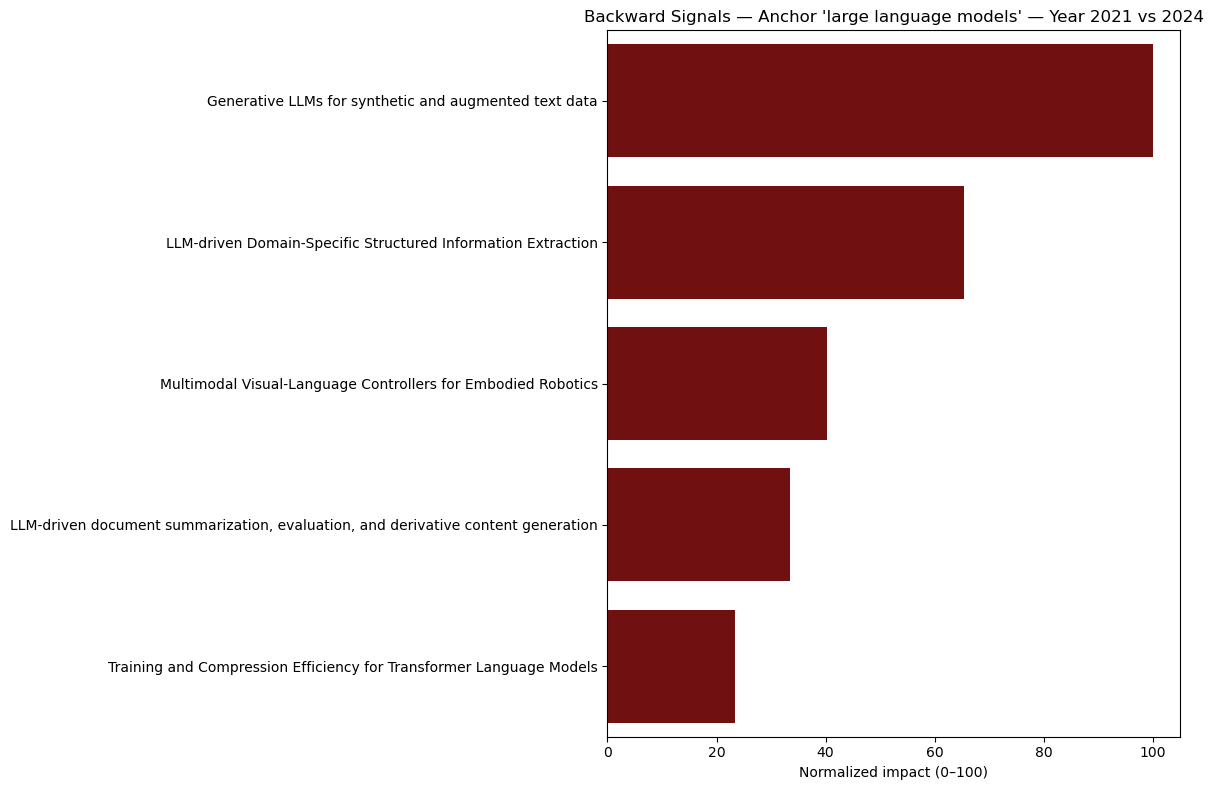 Backward Signals — Anchor 'large language models' — Year 2021 vs 2024
Generative LLMs for synthetic and augmented text data
LLM-driven Domain-Specific Structured Information Extraction
Multimodal Visual-Language Controllers for Embodied Robotics
LLM-driven document summarization, evaluation, and derivative content generation
Training and Compression Efficiency for Transformer Language Models
0 20 40 60 80 100
Normalized impact (0–100)